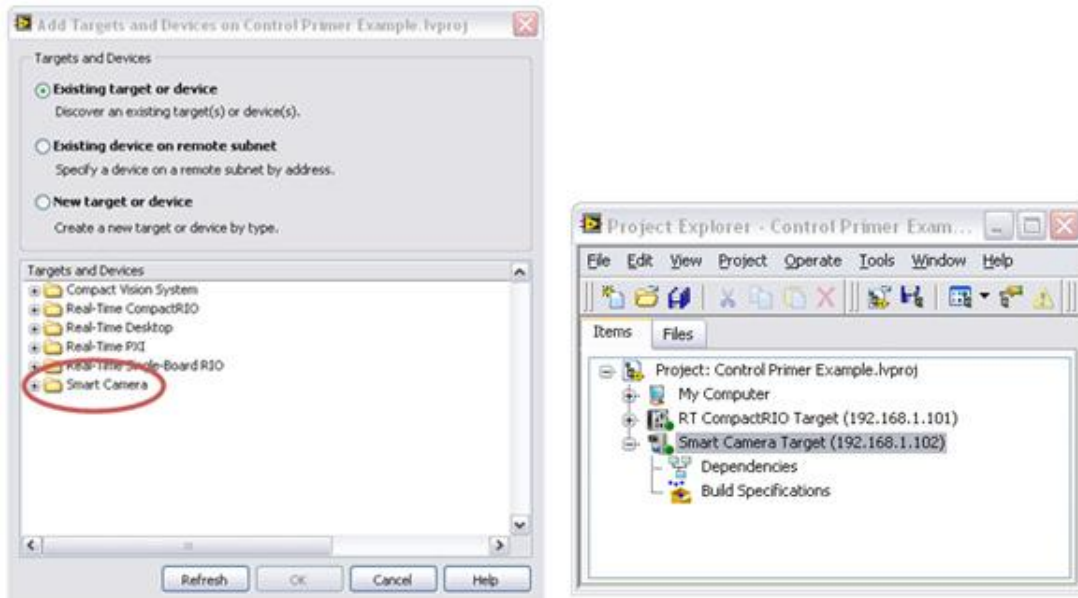 Add Targets and Devices on Control Primer Example.lvproj
Targets and Devices
Existing target or device
Discover an existing target(s) or device(s).
Existing device on remote subnet
Specify a device on a remote subnet by address.
New target or device
Create a new target or device by type.
Targets and Devices
Compact Vision System
Real-Time CompactRIO
Real-Time Desktop
Real-Time PXI
Real-Time Single-Board RIO
Smart Camera
Refresh OK Cancel Help
Project Explorer - Control Primer Exam...
File Edit View Project Operate Tools Window Help
Items Files
Project: Control Primer Example.lvproj
My Computer
RT CompactRIO Target (192.168.1.101)
Smart Camera Target (192.168.1.102)
Dependencies
Build Specifications